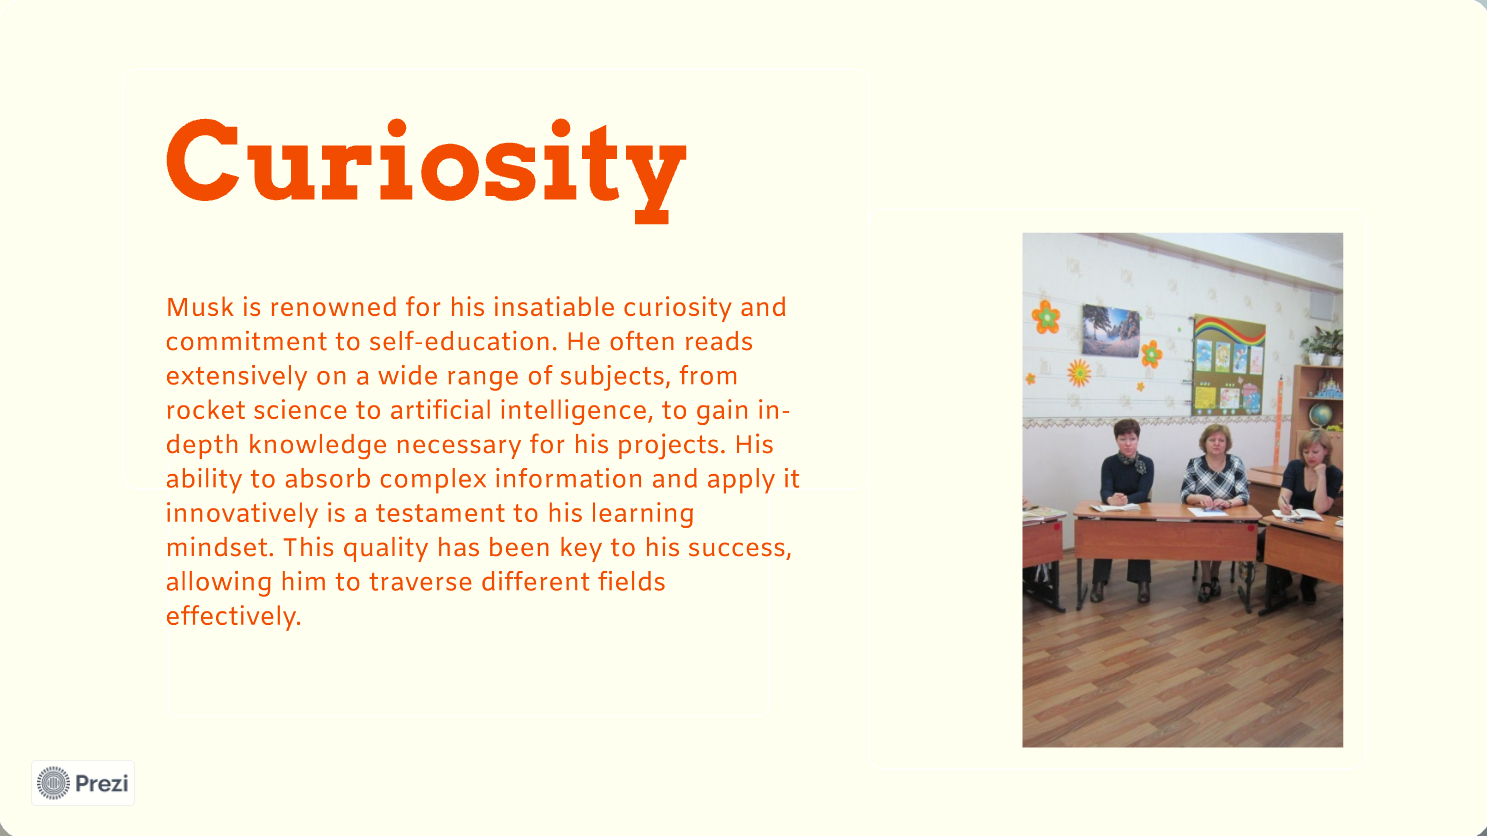 Curiosity
Musk is renowned for his insatiable curiosity and
commitment to self-education. He often reads
extensively on a wide range of subjects, from
rocket science to artificial intelligence, to gain in-
depth knowledge necessary for his projects. His
ability to absorb complex information and apply it
innovatively is a testament to his learning
mindset. This quality has been key to his success,
allowing him to traverse different fields
effectively.
Prezi